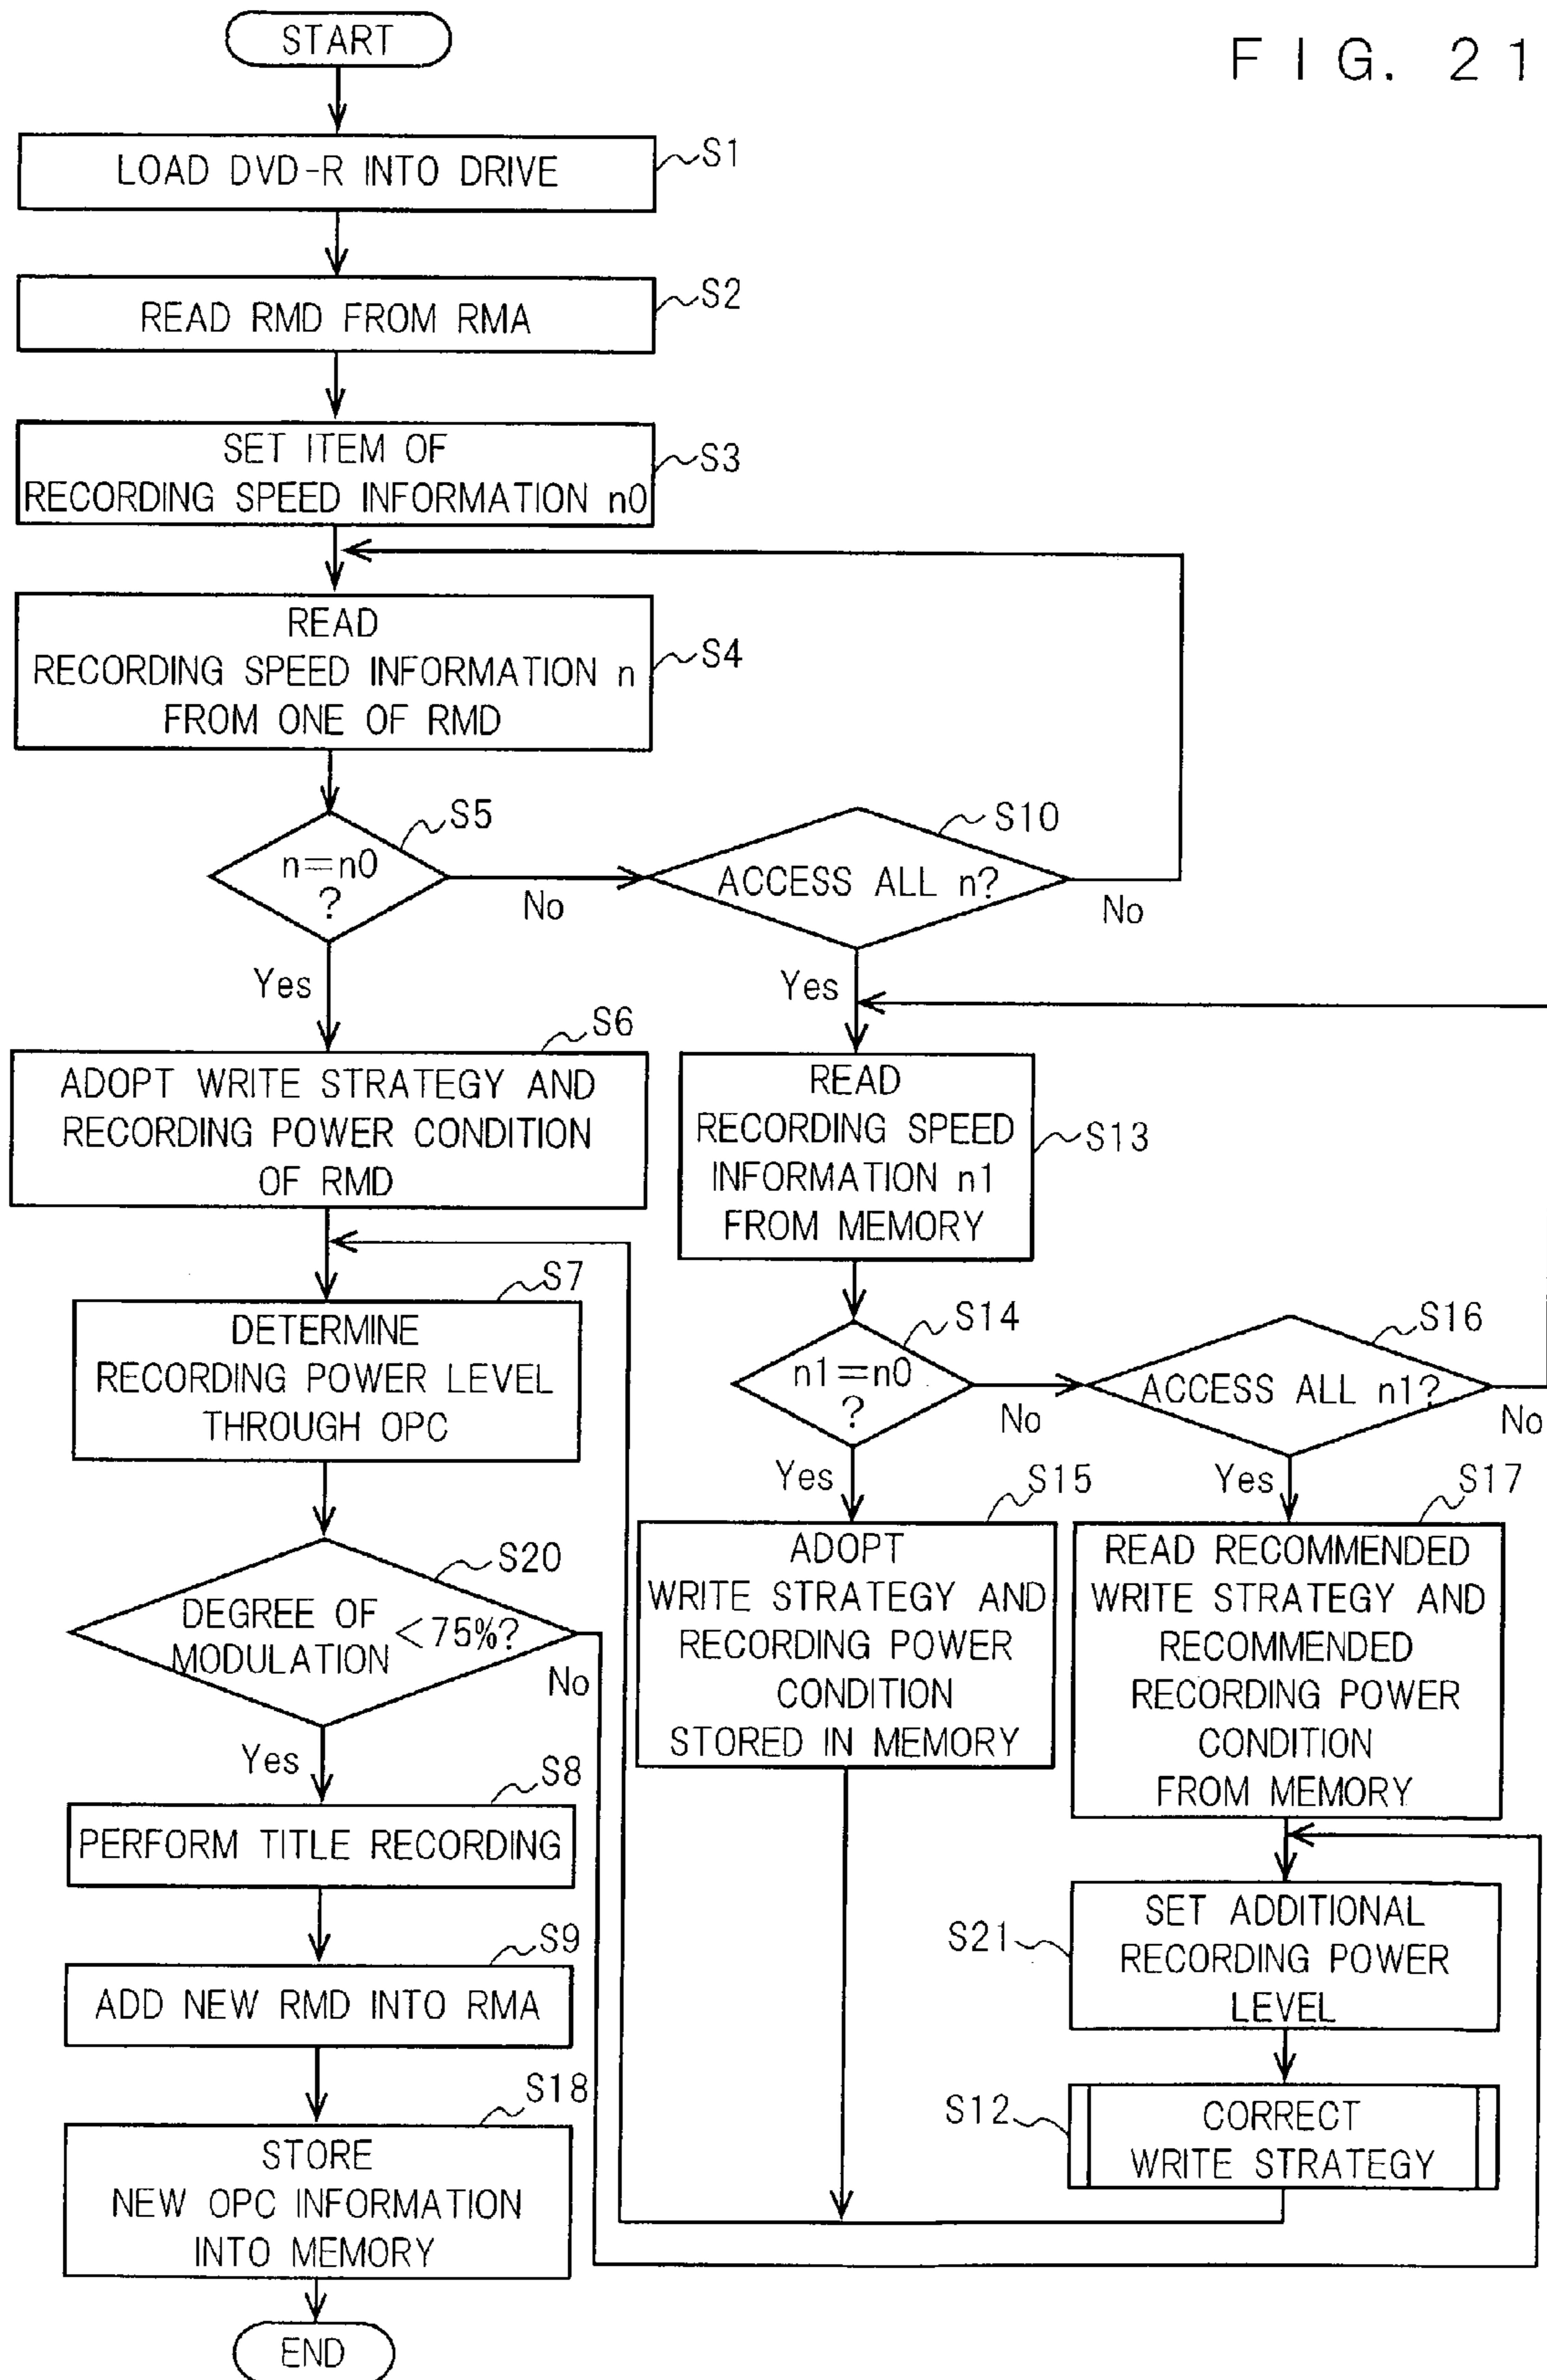 START
FIG. 21
LOAD DVD-R INTO DRIVE
S1
READ RMD FROM RMA
S2
SET ITEM OF
RECORDING SPEED INFORMATION n0
S3
READ
RECORDING SPEED INFORMATION n
FROM ONE OF RMD
S4
n=n0
?
S5
No
Yes
ACCESS ALL n?
S10
No
Yes
ADOPT WRITE STRATEGY AND
RECORDING POWER CONDITION
OF RMD
S6
READ
RECORDING SPEED
INFORMATION n1
FROM MEMORY
S13
DETERMINE
RECORDING POWER LEVEL
THROUGH OPC
S7
n1=n0
?
S14
No
Yes
ACCESS ALL n1?
S16
No
Yes
ADOPT
WRITE STRATEGY AND
RECORDING POWER
CONDITION
STORED IN MEMORY
S15
READ RECOMMENDED
WRITE STRATEGY AND
RECOMMENDED
RECORDING POWER
CONDITION
FROM MEMORY
S17
DEGREE OF
MODULATION <75%?
S20
No
Yes
PERFORM TITLE RECORDING
S8
SET ADDITIONAL
RECORDING POWER
LEVEL
S21
ADD NEW RMD INTO RMA
S9
CORRECT
WRITE STRATEGY
S12
STORE
NEW OPC INFORMATION
INTO MEMORY
S18
END